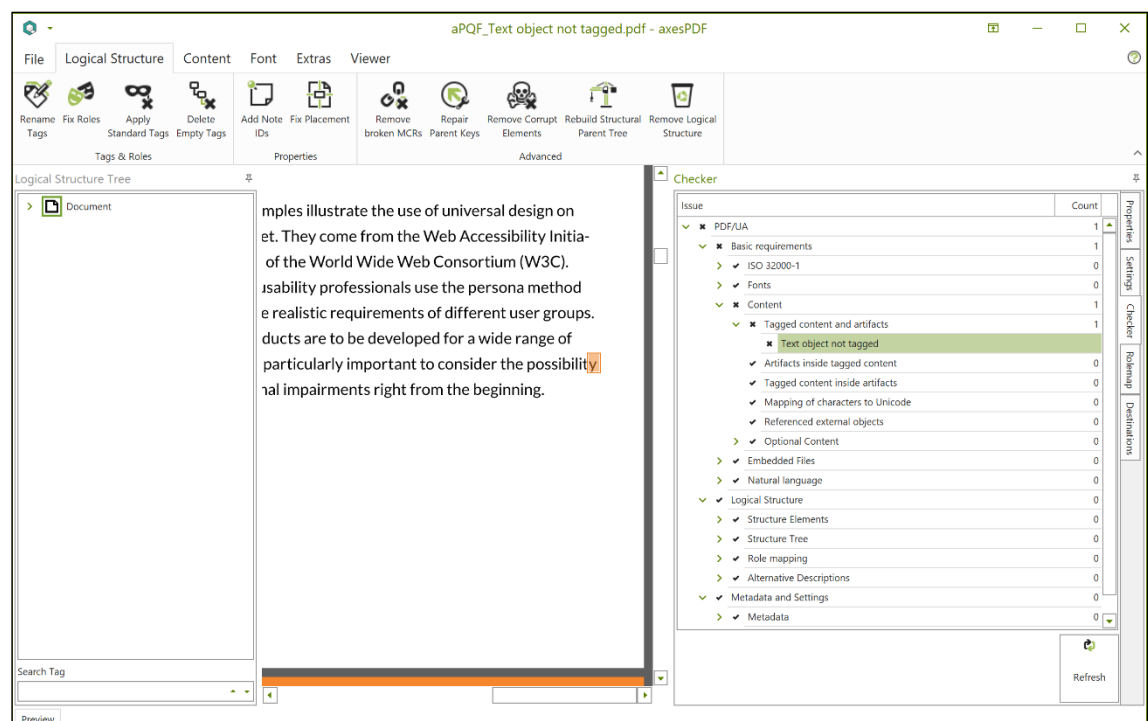 aPQF_Text object not tagged.pdf - axesPDF
File Logical Structure Content Font Extras Viewer
Rename Tags
Fix Roles
Apply Standard Tags
Delete Empty Tags
Add Note IDs
Fix Placement
Remove broken MCRs
Repair Parent Keys
Remove Corrupt Elements
Rebuild Structural Parent Tree
Remove Logical Structure
Tags & Roles
Properties
Advanced
Logical Structure Tree
Document
mples illustrate the use of universal design on
et. They come from the Web Accessibility Initia-
of the World Wide Web Consortium (W3C).
usability professionals use the persona method
e realistic requirements of different user groups.
ducts are to be developed for a wide range of
particularly important to consider the possibility
nal impairments right from the beginning.
Search Tag
Preview
Checker
Issue Count
PDF/UA 1
Basic requirements 1
ISO 32000-1 0
Fonts 0
Content 1
Tagged content and artifacts 1
Text object not tagged
Artifacts inside tagged content 0
Tagged content inside artifacts 0
Mapping of characters to Unicode 0
Referenced external objects 0
Optional Content 0
Embedded Files 0
Natural language 0
Logical Structure 0
Structure Elements 0
Structure Tree 0
Role mapping 0
Alternative Descriptions 0
Metadata and Settings 0
Metadata 0
Refresh
Properties
Settings
Checker
Rolemap
Destinations